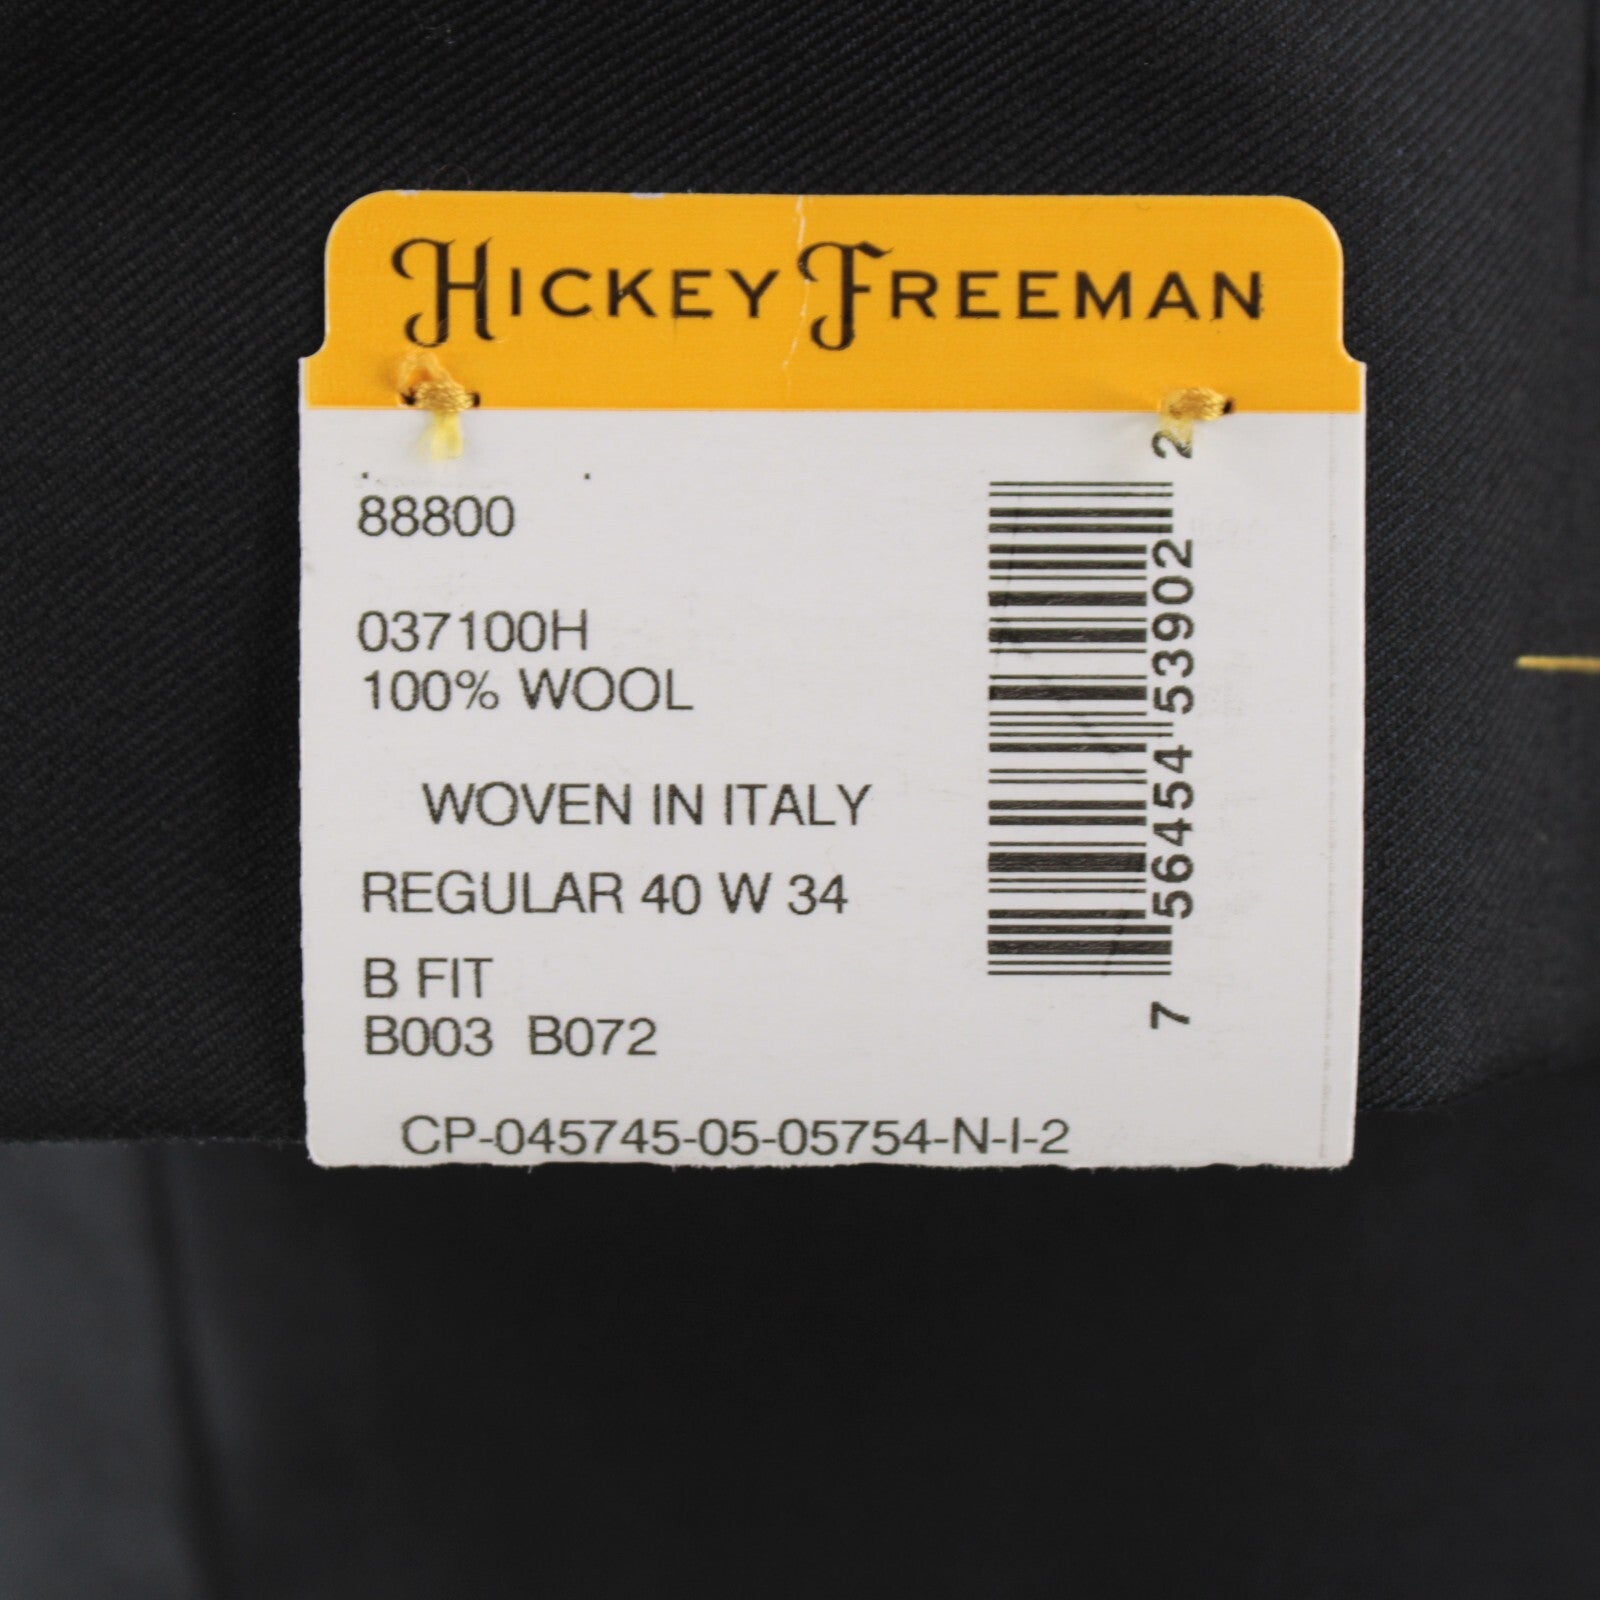 HICKEY FREEMAN
88800
037100H
100% WOOL
WOVEN IN ITALY
REGULAR 40 W 34
B FIT
B003 B072
CP-045745-05-05754-N-I-2
7 56454 53902 2